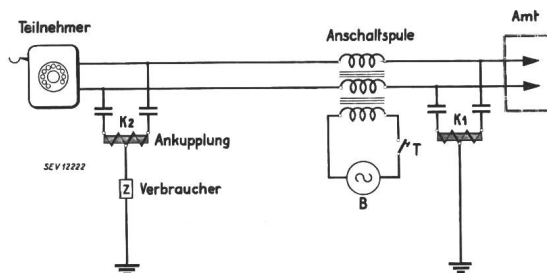 Teilnehmer
Anschaltspule
Amt
K2
K1
Ankupplung
T
SEV 12222
Z
Verbraucher
B